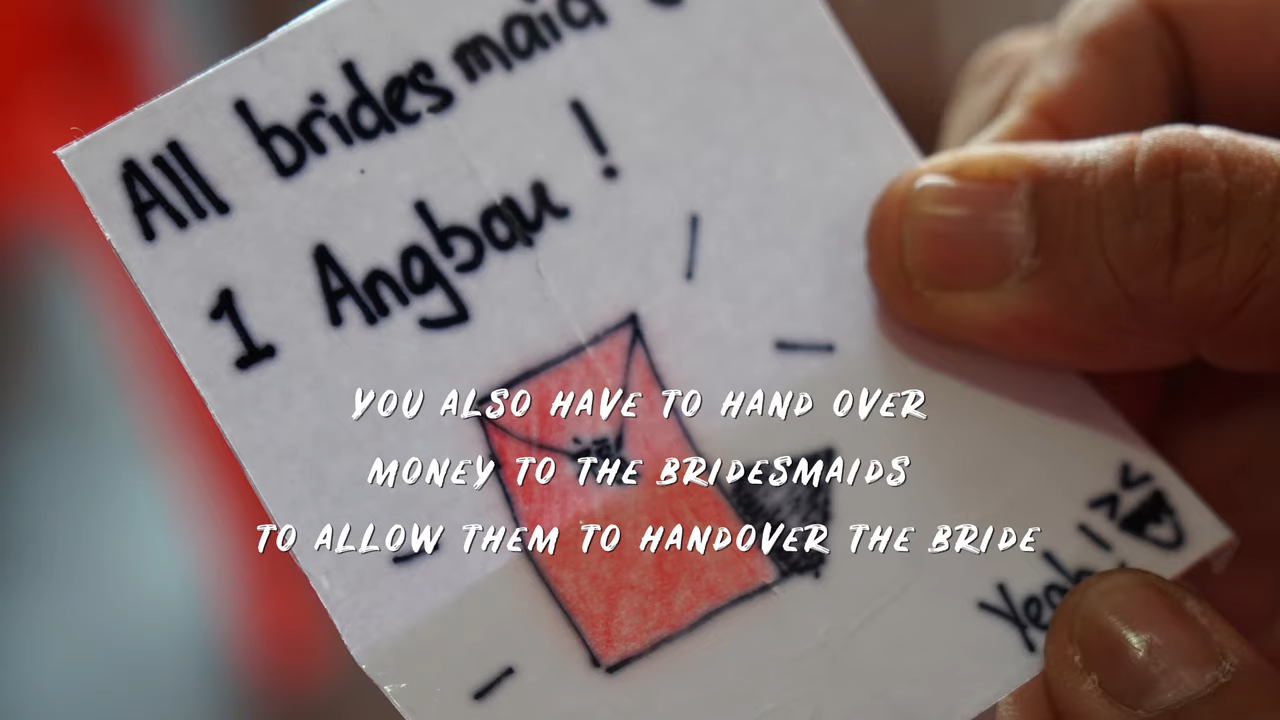 All bridesmaid
1 Angbau !
YOU ALSO HAVE TO HAND OVER
MONEY TO THE BRIDESMAIDS
TO ALLOW THEM TO HANDOVER THE BRIDE
Yeah!